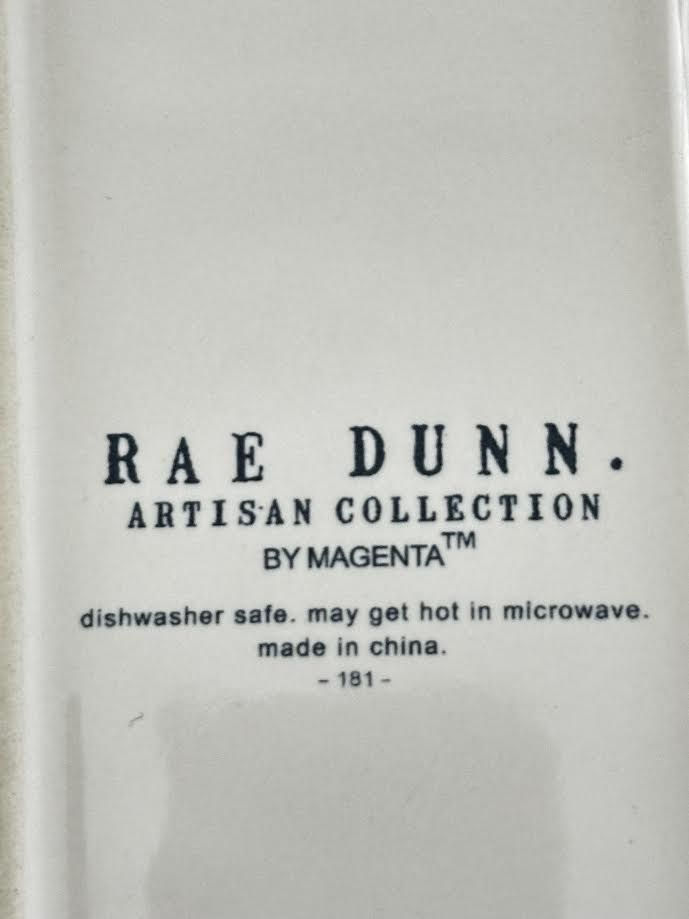 RAE DUNN.
ARTISAN COLLECTION
BY MAGENTA™
dishwasher safe. may get hot in microwave.
made in china.
- 181 -